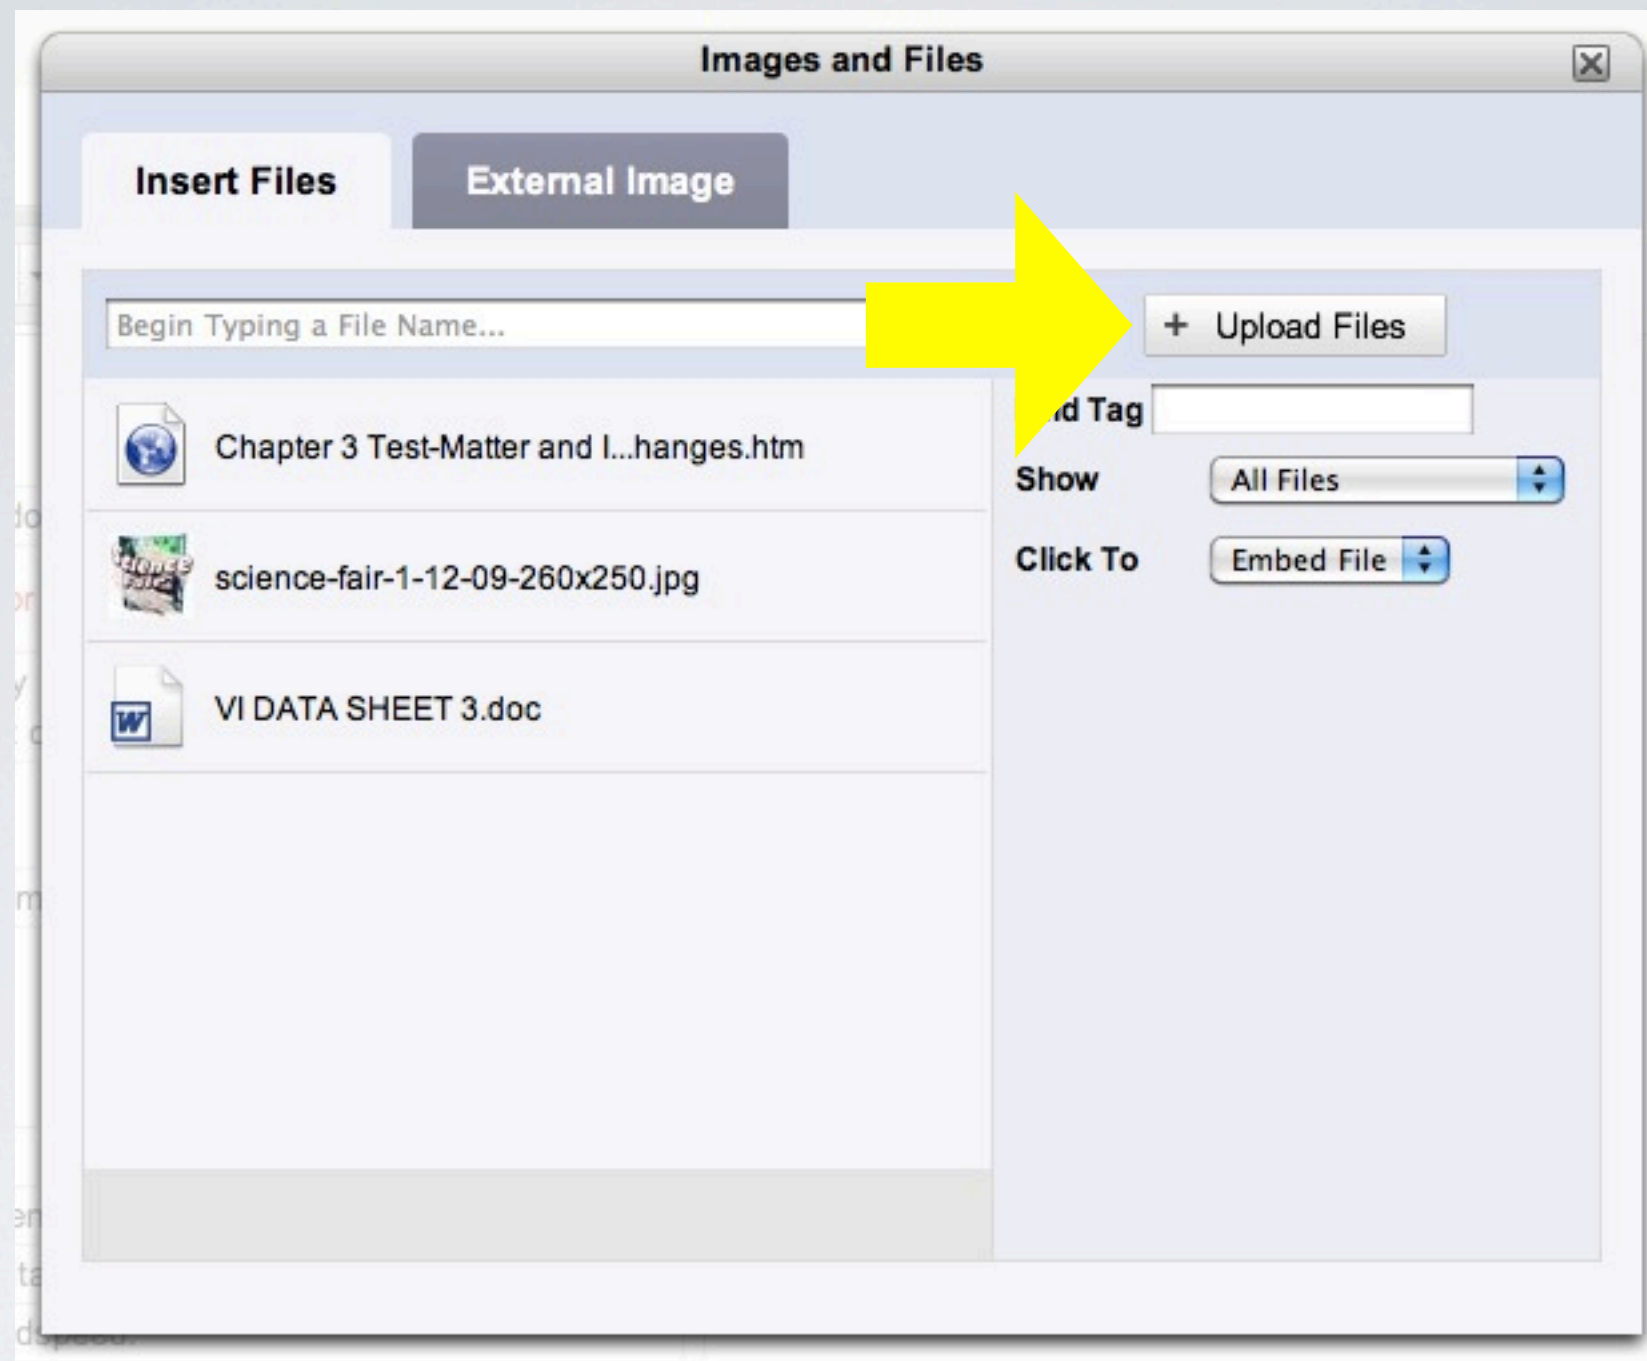 Images and Files
Insert Files
External Image
Begin Typing a File Name...
+ Upload Files
Chapter 3 Test-Matter and I...hanges.htm
science-fair-1-12-09-260x250.jpg
VI DATA SHEET 3.doc
Tag
Show
All Files
Click To
Embed File